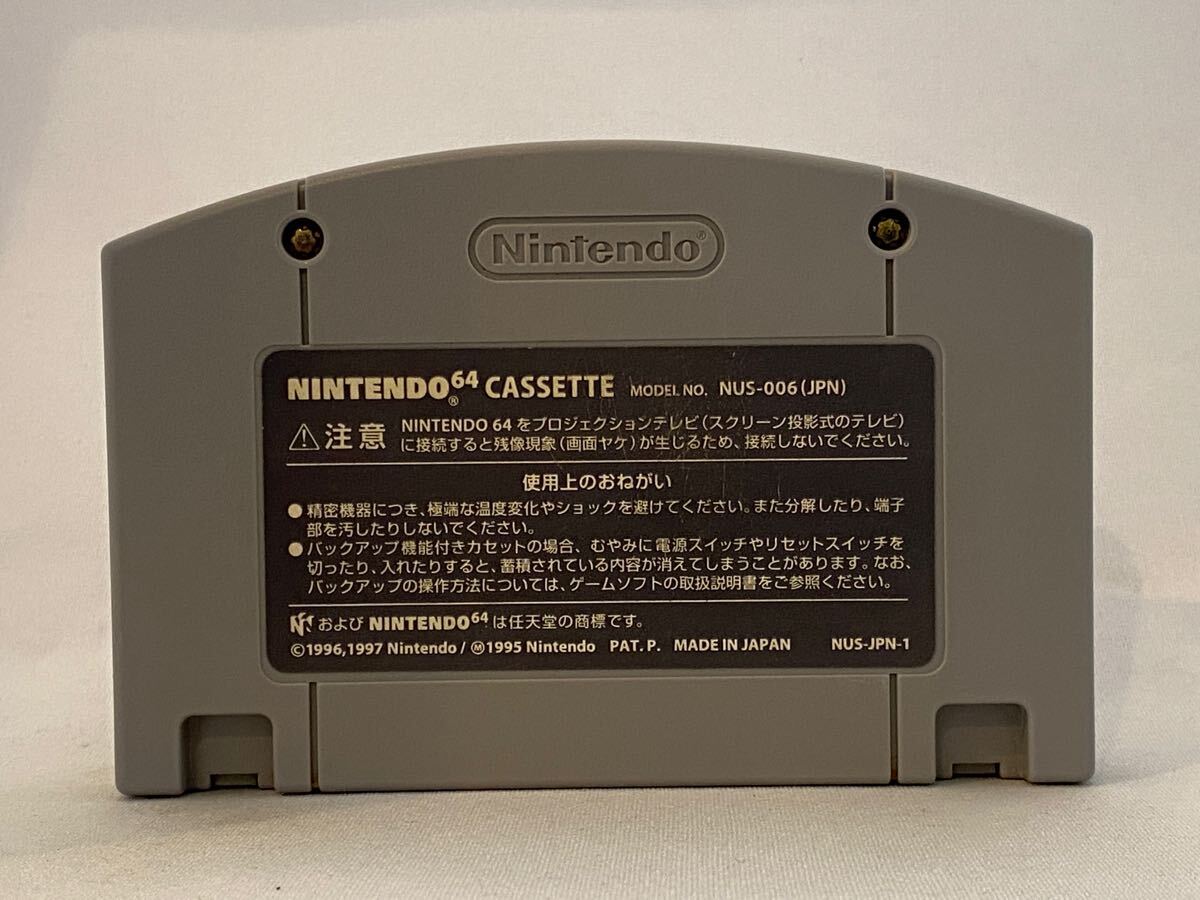 Nintendo®
NINTENDO64® CASSETTE MODEL NO. NUS-006(JPN)
⚠注意 NINTENDO 64をプロジェクションテレビ(スクリーン投影式のテレビ)
に接続すると残像現象(画面ヤケ)が生じるため、接続しないでください。
使用上のおねがい
●精密機器につき、極端な温度変化やショックを避けてください。また分解したり、端子
部を汚したりしないでください。
●バックアップ機能付きカセットの場合、むやみに電源スイッチやリセットスイッチを
切ったり、入れたりすると、蓄積されている内容が消えてしまうことがあります。なお、
バックアップの操作方法については、ゲームソフトの取扱説明書をご参照ください。
および NINTENDO64は任天堂の商標です。
©1996,1997 Nintendo/Ⓜ1995 Nintendo PAT. P. MADE IN JAPAN NUS-JPN-1